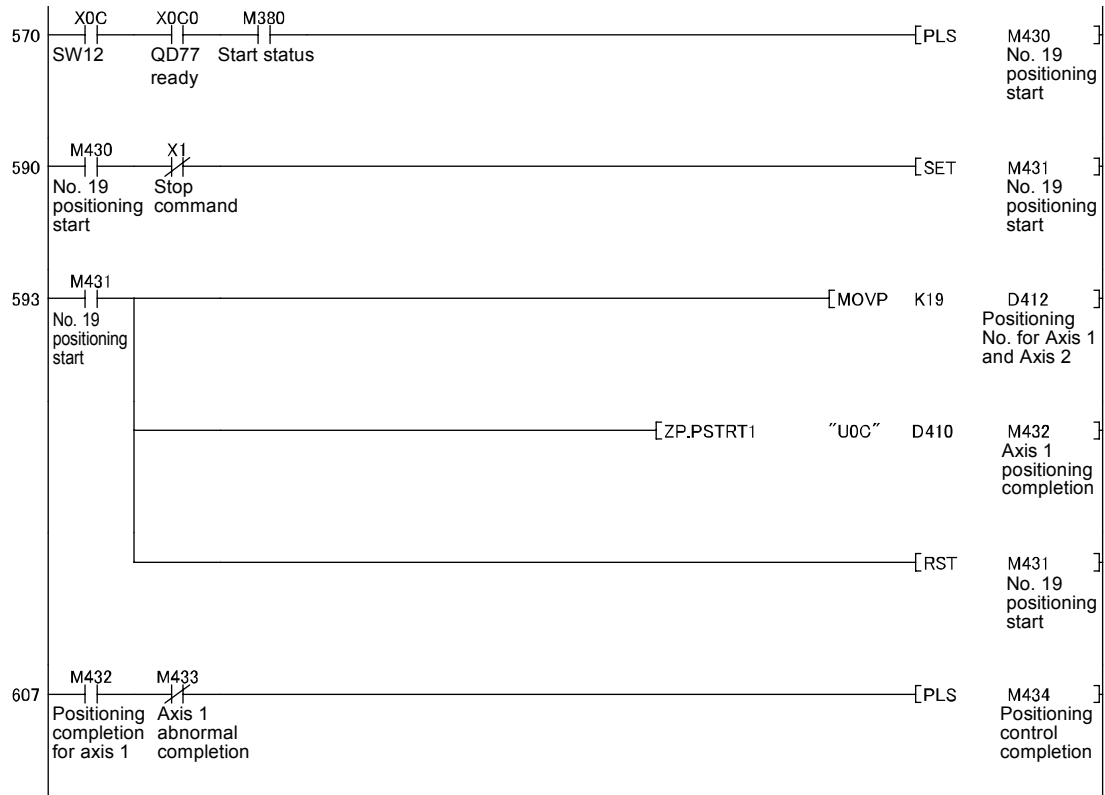 X0C X0C0 M380
570 [PLS M430 ]
SW12 QD77 Start status No. 19
ready positioning
start
M430 X1
590 [SET M431 ]
No. 19 Stop No. 19
positioning command positioning
start start
M431
593 [MOVP K19 D412 ]
No. 19 Positioning
positioning No. for Axis 1
start and Axis 2
[ZP.PSTRT1 "U0C" D410 M432 ]
Axis 1
positioning
completion
[RST M431 ]
No. 19
positioning
start
M432 M433
607 [PLS M434 ]
Positioning Axis 1 Positioning
completion abnormal control
for axis 1 completion completion